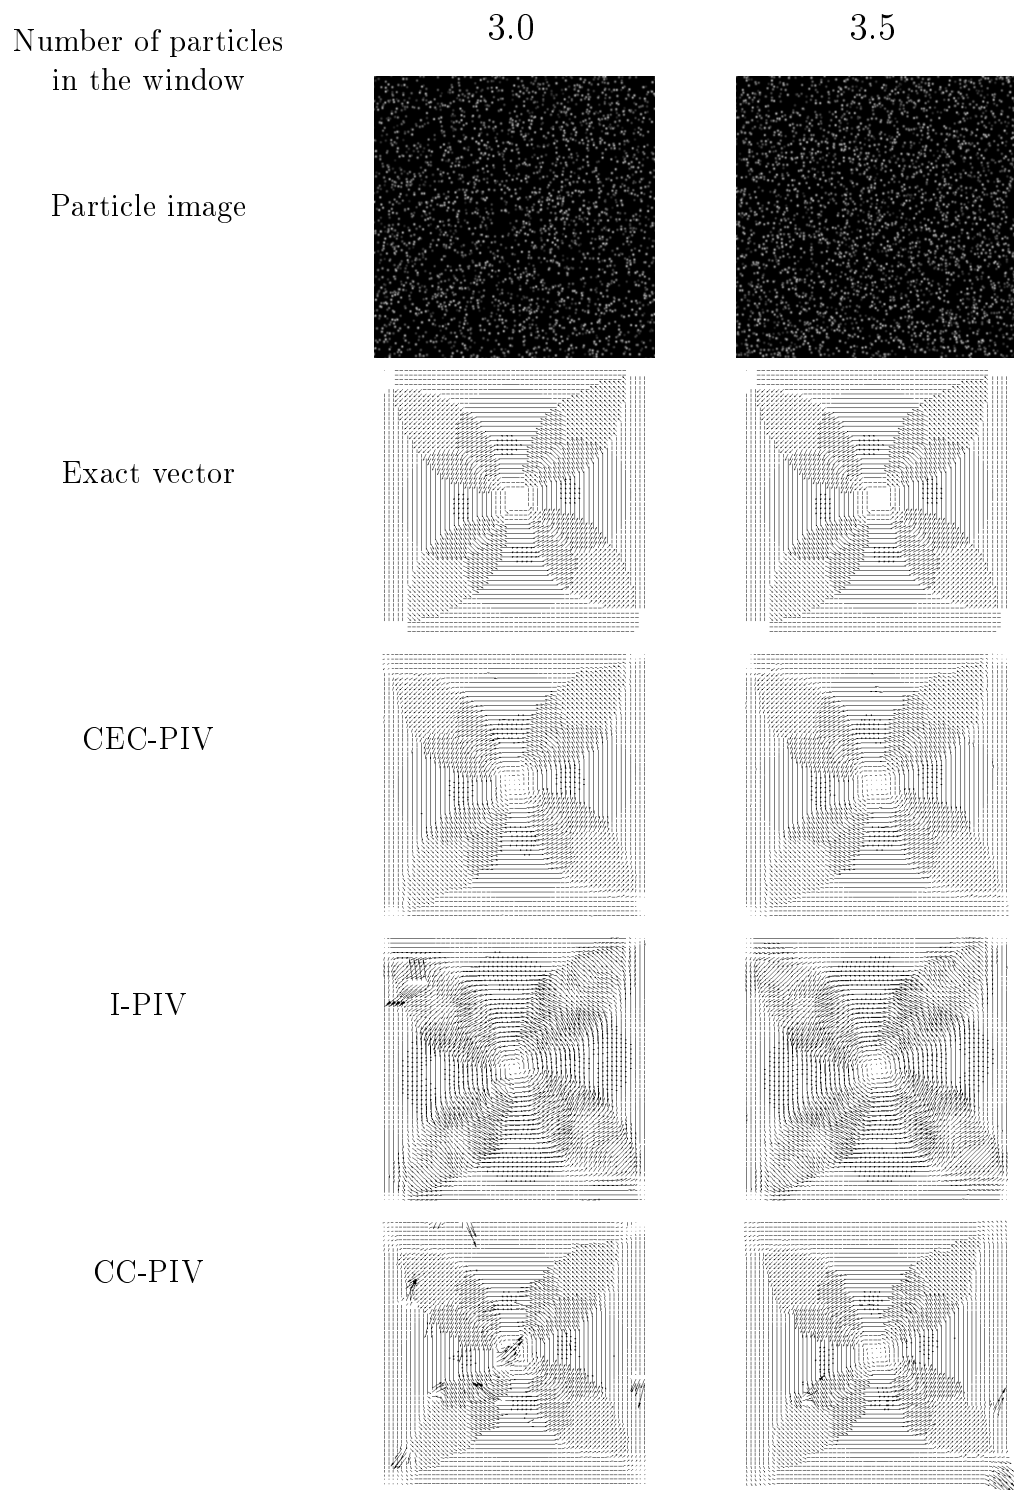 Number of particles
in the window
3.0
3.5
Particle image
Exact vector
CEC-PIV
I-PIV
CC-PIV